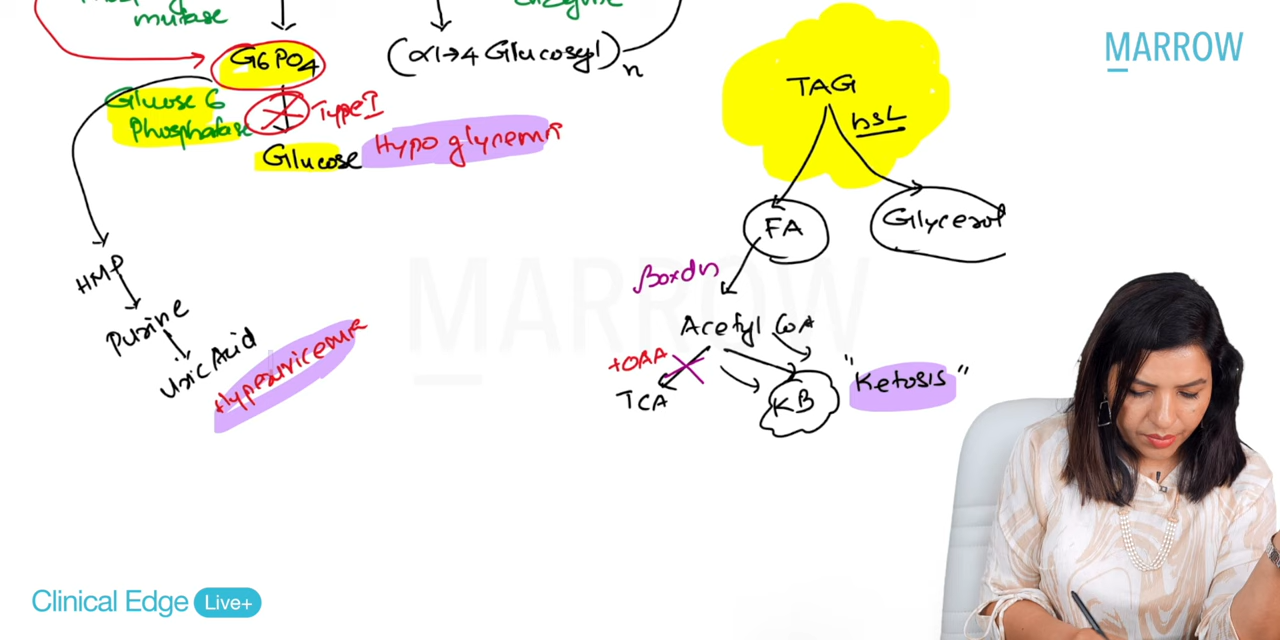 mutase
G6PO4
(α1→4 Glucosyl)n
MARROW
TAG
HSL
Glucose 6
Phosphatase
Type I
Glucose
Hypoglycemia
FA
Glycerol
βoxdn
HMP
Purine
Uric Acid
Hyperuricemia
Acetyl CoA
+OAA
TCA
KB
"Ketosis"
MARROW
Clinical Edge Live+